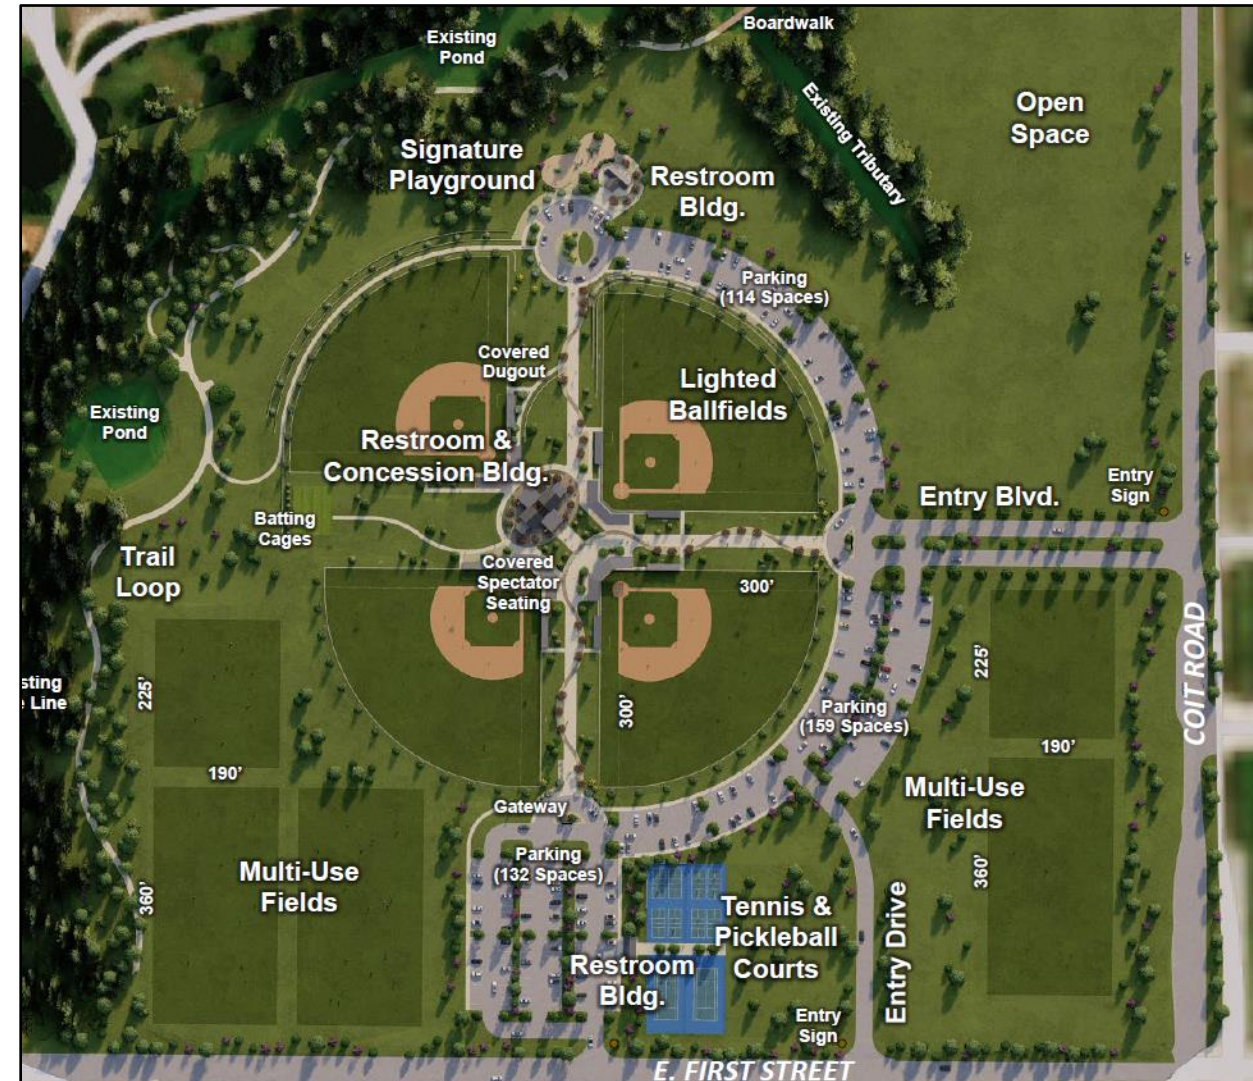 Boardwalk
Existing
Pond
Existing Tributary
Open
Space
Signature
Playground
Restroom
Bldg.
Parking
(114 Spaces)
Covered
Dugout
Lighted
Ballfields
Existing
Pond
Restroom &
Concession Bldg.
Entry Blvd.
Entry
Sign
Batting
Cages
Trail
Loop
Covered
Spectator
Seating
300'
300'
COIT ROAD
sting
Line
225'
190'
360'
225'
190'
360'
Parking
(159 Spaces)
Multi-Use
Fields
Gateway
Parking
(132 Spaces)
Multi-Use
Fields
Tennis &
Pickleball
Courts
Entry Drive
Restroom
Bldg.
Entry
Sign
E. FIRST STREET